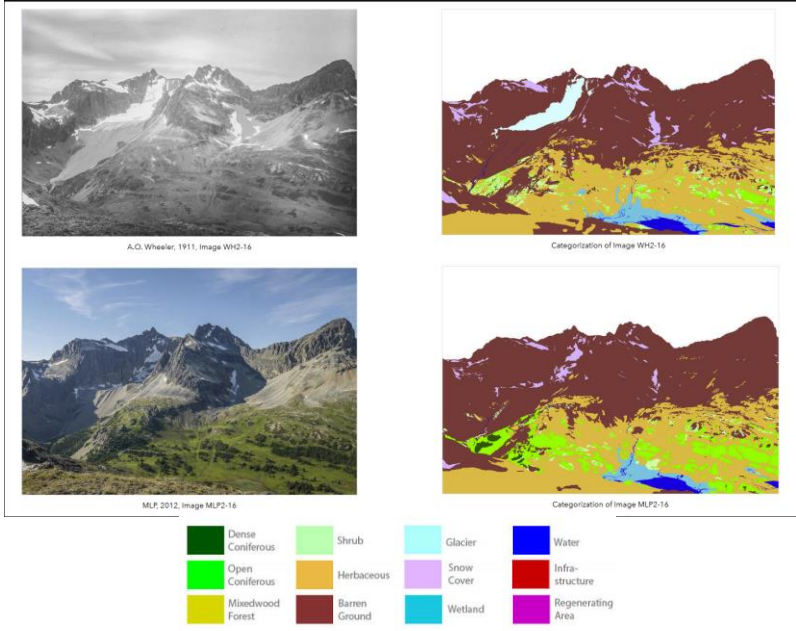 A.O. Wheeler, 1911, Image WH2-16
Categorization of Image WH2-16
MLP, 2012, Image MLP2-16
Categorization of Image MLP2-16
Dense
Coniferous
Shrub
Glacier
Water
Open
Coniferous
Herbaceous
Snow
Cover
Infra-
structure
Mixedwood
Forest
Barren
Ground
Wetland
Regenerating
Area